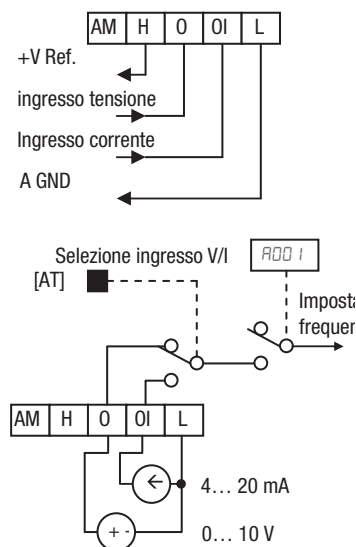 AM H O OI L
+V Ref.
ingresso tensione
Ingresso corrente
A GND
Selezione ingresso V/I
A001
[AT]
Imposta
frequen
AM H O OI L
4… 20 mA
+ -
0… 10 V